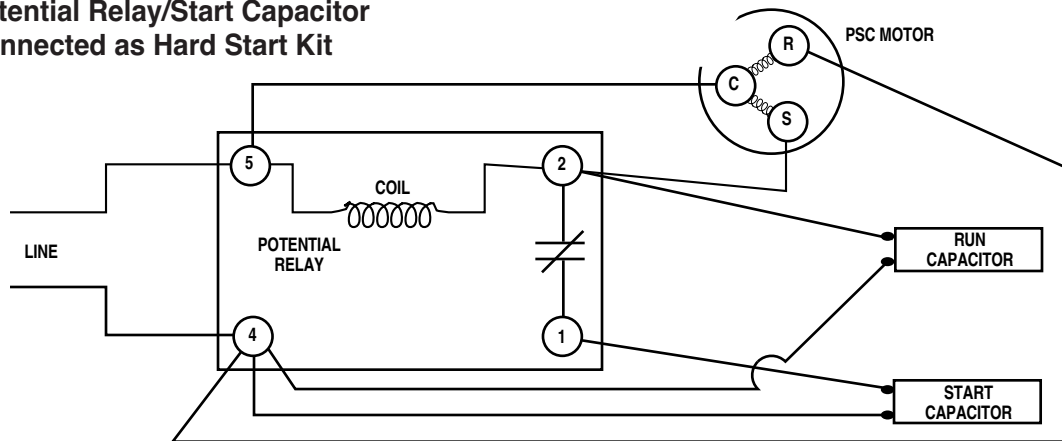 tential Relay/Start Capacitor
nnected as Hard Start Kit
PSC MOTOR
R
C
S
5
2
COIL
LINE
POTENTIAL
RELAY
RUN
CAPACITOR
4
1
START
CAPACITOR